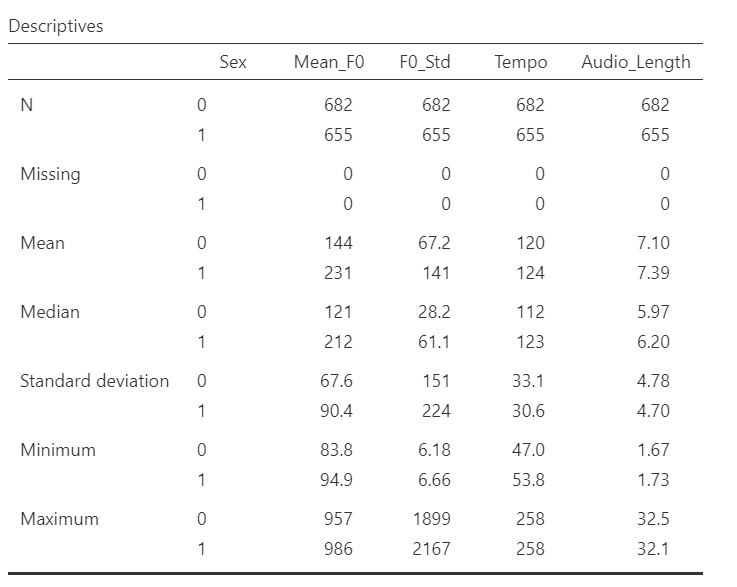 Descriptives
Sex Mean_F0 F0_Std Tempo Audio_Length
N 0 682 682 682 682
1 655 655 655 655
Missing 0 0 0 0 0
1 0 0 0 0
Mean 0 144 67.2 120 7.10
1 231 141 124 7.39
Median 0 121 28.2 112 5.97
1 212 61.1 123 6.20
Standard deviation 0 67.6 151 33.1 4.78
1 90.4 224 30.6 4.70
Minimum 0 83.8 6.18 47.0 1.67
1 94.9 6.66 53.8 1.73
Maximum 0 957 1899 258 32.5
1 986 2167 258 32.1